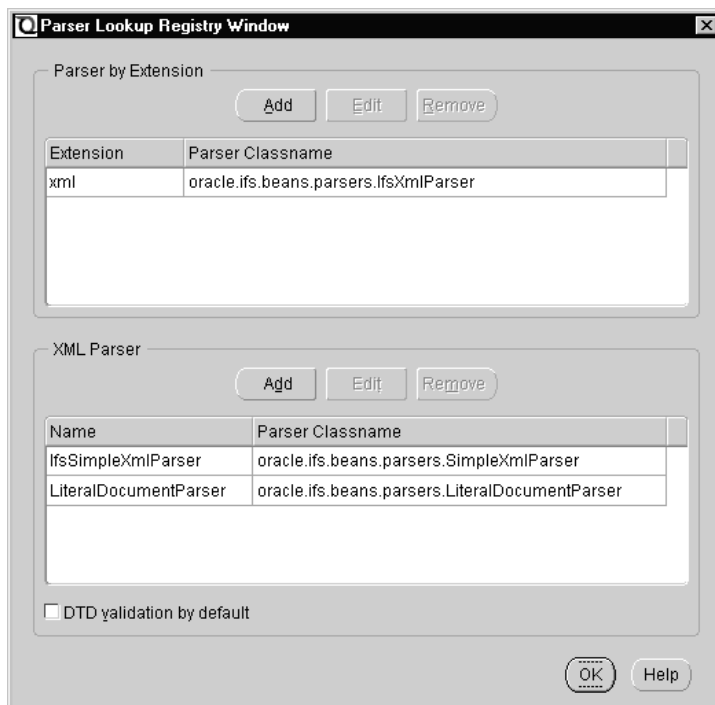 Parser Lookup Registry Window
Parser by Extension
Add Edit Remove
Extension Parser Classname
xml oracle.ifs.beans.parsers.IfsXmlParser
XML Parser
Add Edit Remove
Name Parser Classname
IfsSimpleXmlParser oracle.ifs.beans.parsers.SimpleXmlParser
LiteralDocumentParser oracle.ifs.beans.parsers.LiteralDocumentParser
DTD validation by default
OK Help